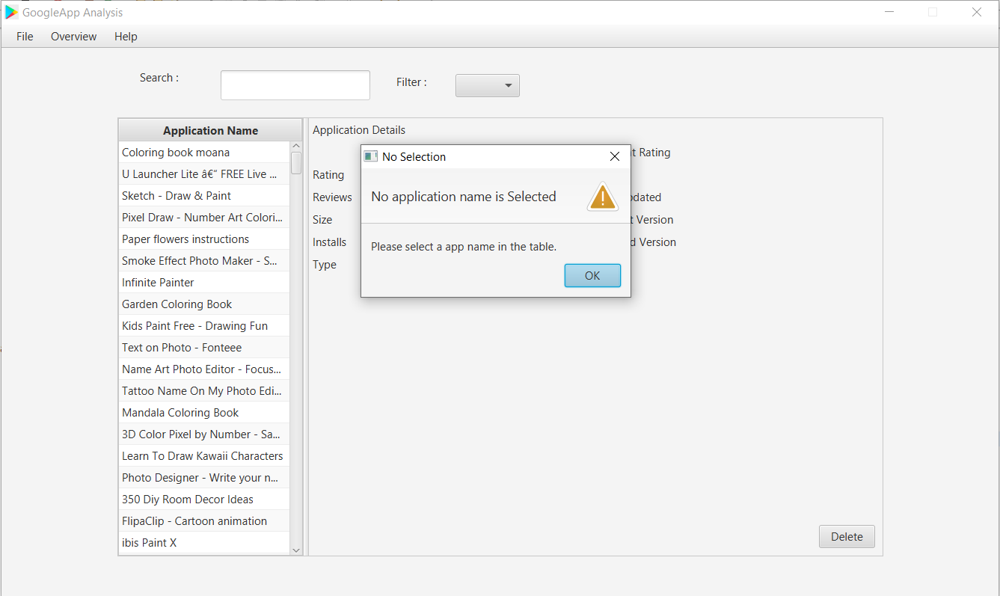 GoogleApp Analysis
File Overview Help
Search :
Filter :
Application Name
Coloring book moana
U Launcher Lite â€“ FREE Live ...
Sketch - Draw & Paint
Pixel Draw - Number Art Colori...
Paper flowers instructions
Smoke Effect Photo Maker - S...
Infinite Painter
Garden Coloring Book
Kids Paint Free - Drawing Fun
Text on Photo - Fonteee
Name Art Photo Editor - Focus...
Tattoo Name On My Photo Edi...
Mandala Coloring Book
3D Color Pixel by Number - Sa...
Learn To Draw Kawaii Characters
Photo Designer - Write your n...
350 Diy Room Decor Ideas
FlipaClip - Cartoon animation
ibis Paint X
Application Details
Rating
Reviews
Size
Installs
Type
t Rating
dated
t Version
d Version
No Selection
No application name is Selected
Please select a app name in the table.
OK
Delete